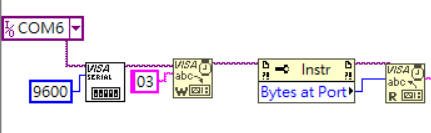 COM6
VISA
SERIAL
9600
03
VISA
abc
W
Instr
Bytes at Port
VISA
abc
R